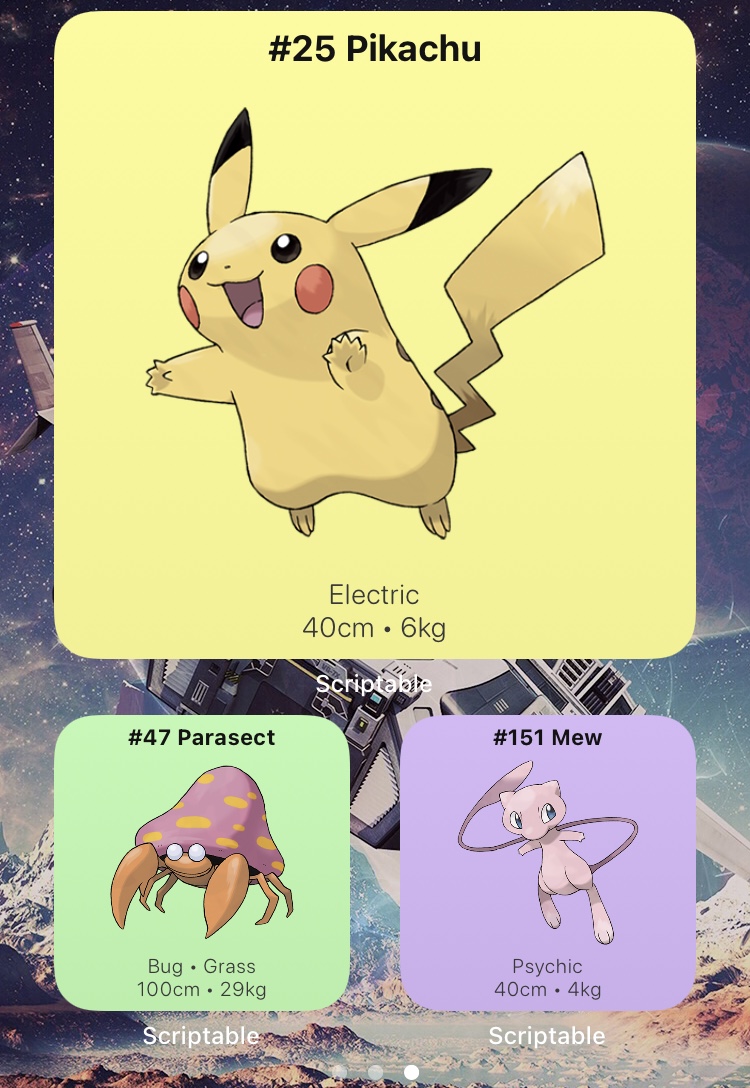 #25 Pikachu
Electric
40cm • 6kg
Scriptable
#47 Parasect
Bug • Grass
100cm • 29kg
Scriptable
#151 Mew
Psychic
40cm • 4kg
Scriptable